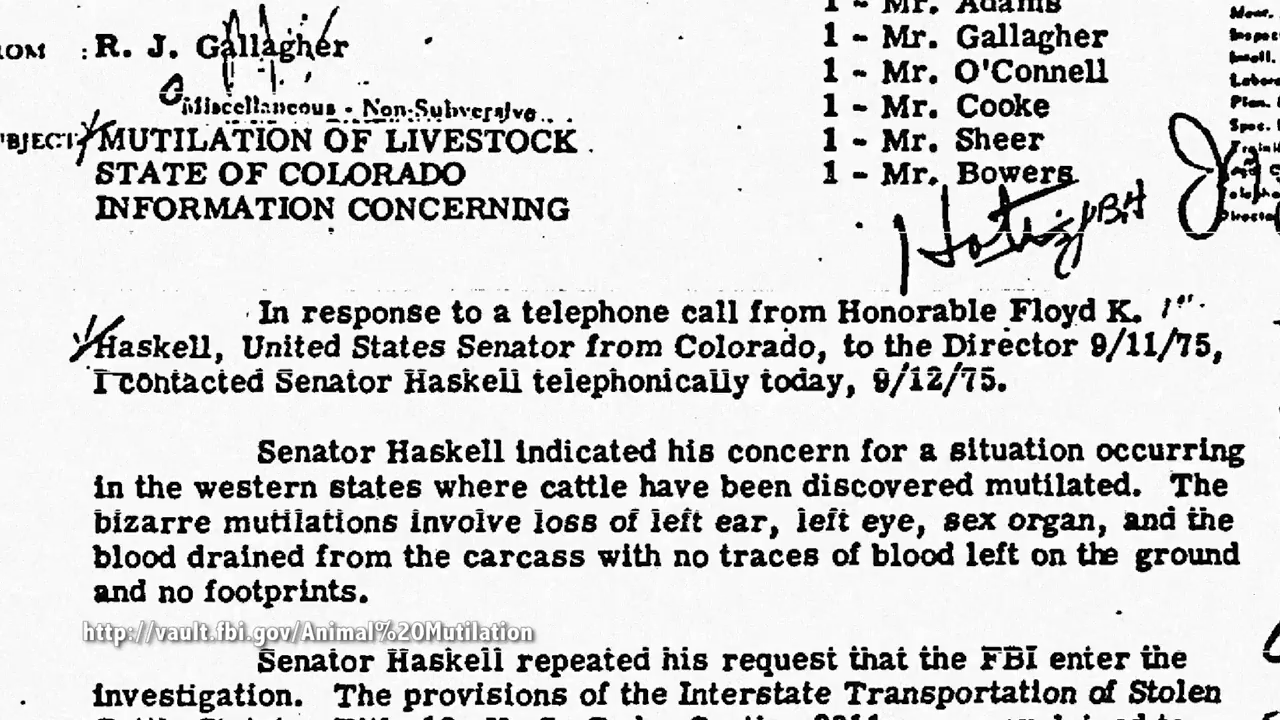 1 - Mr. Adams
ROM : R. J. Gallagher
1 - Mr. Gallagher
1 - Mr. O'Connell
1 - Mr. Cooke
1 - Mr. Sheer
1 - Mr. Bowers
Miscellaneous - Non-Subversive
BJECT: MUTILATION OF LIVESTOCK
STATE OF COLORADO
INFORMATION CONCERNING
In response to a telephone call from Honorable Floyd K.
Haskell, United States Senator from Colorado, to the Director 9/11/75,
I contacted Senator Haskell telephonically today, 9/12/75.
Senator Haskell indicated his concern for a situation occurring
in the western states where cattle have been discovered mutilated. The
bizarre mutilations involve loss of left ear, left eye, sex organ, and the
blood drained from the carcass with no traces of blood left on the ground
and no footprints.
http://vault.fbi.gov/Animal%20Mutilation
Senator Haskell repeated his request that the FBI enter the
investigation. The provisions of the Interstate Transportation of Stolen